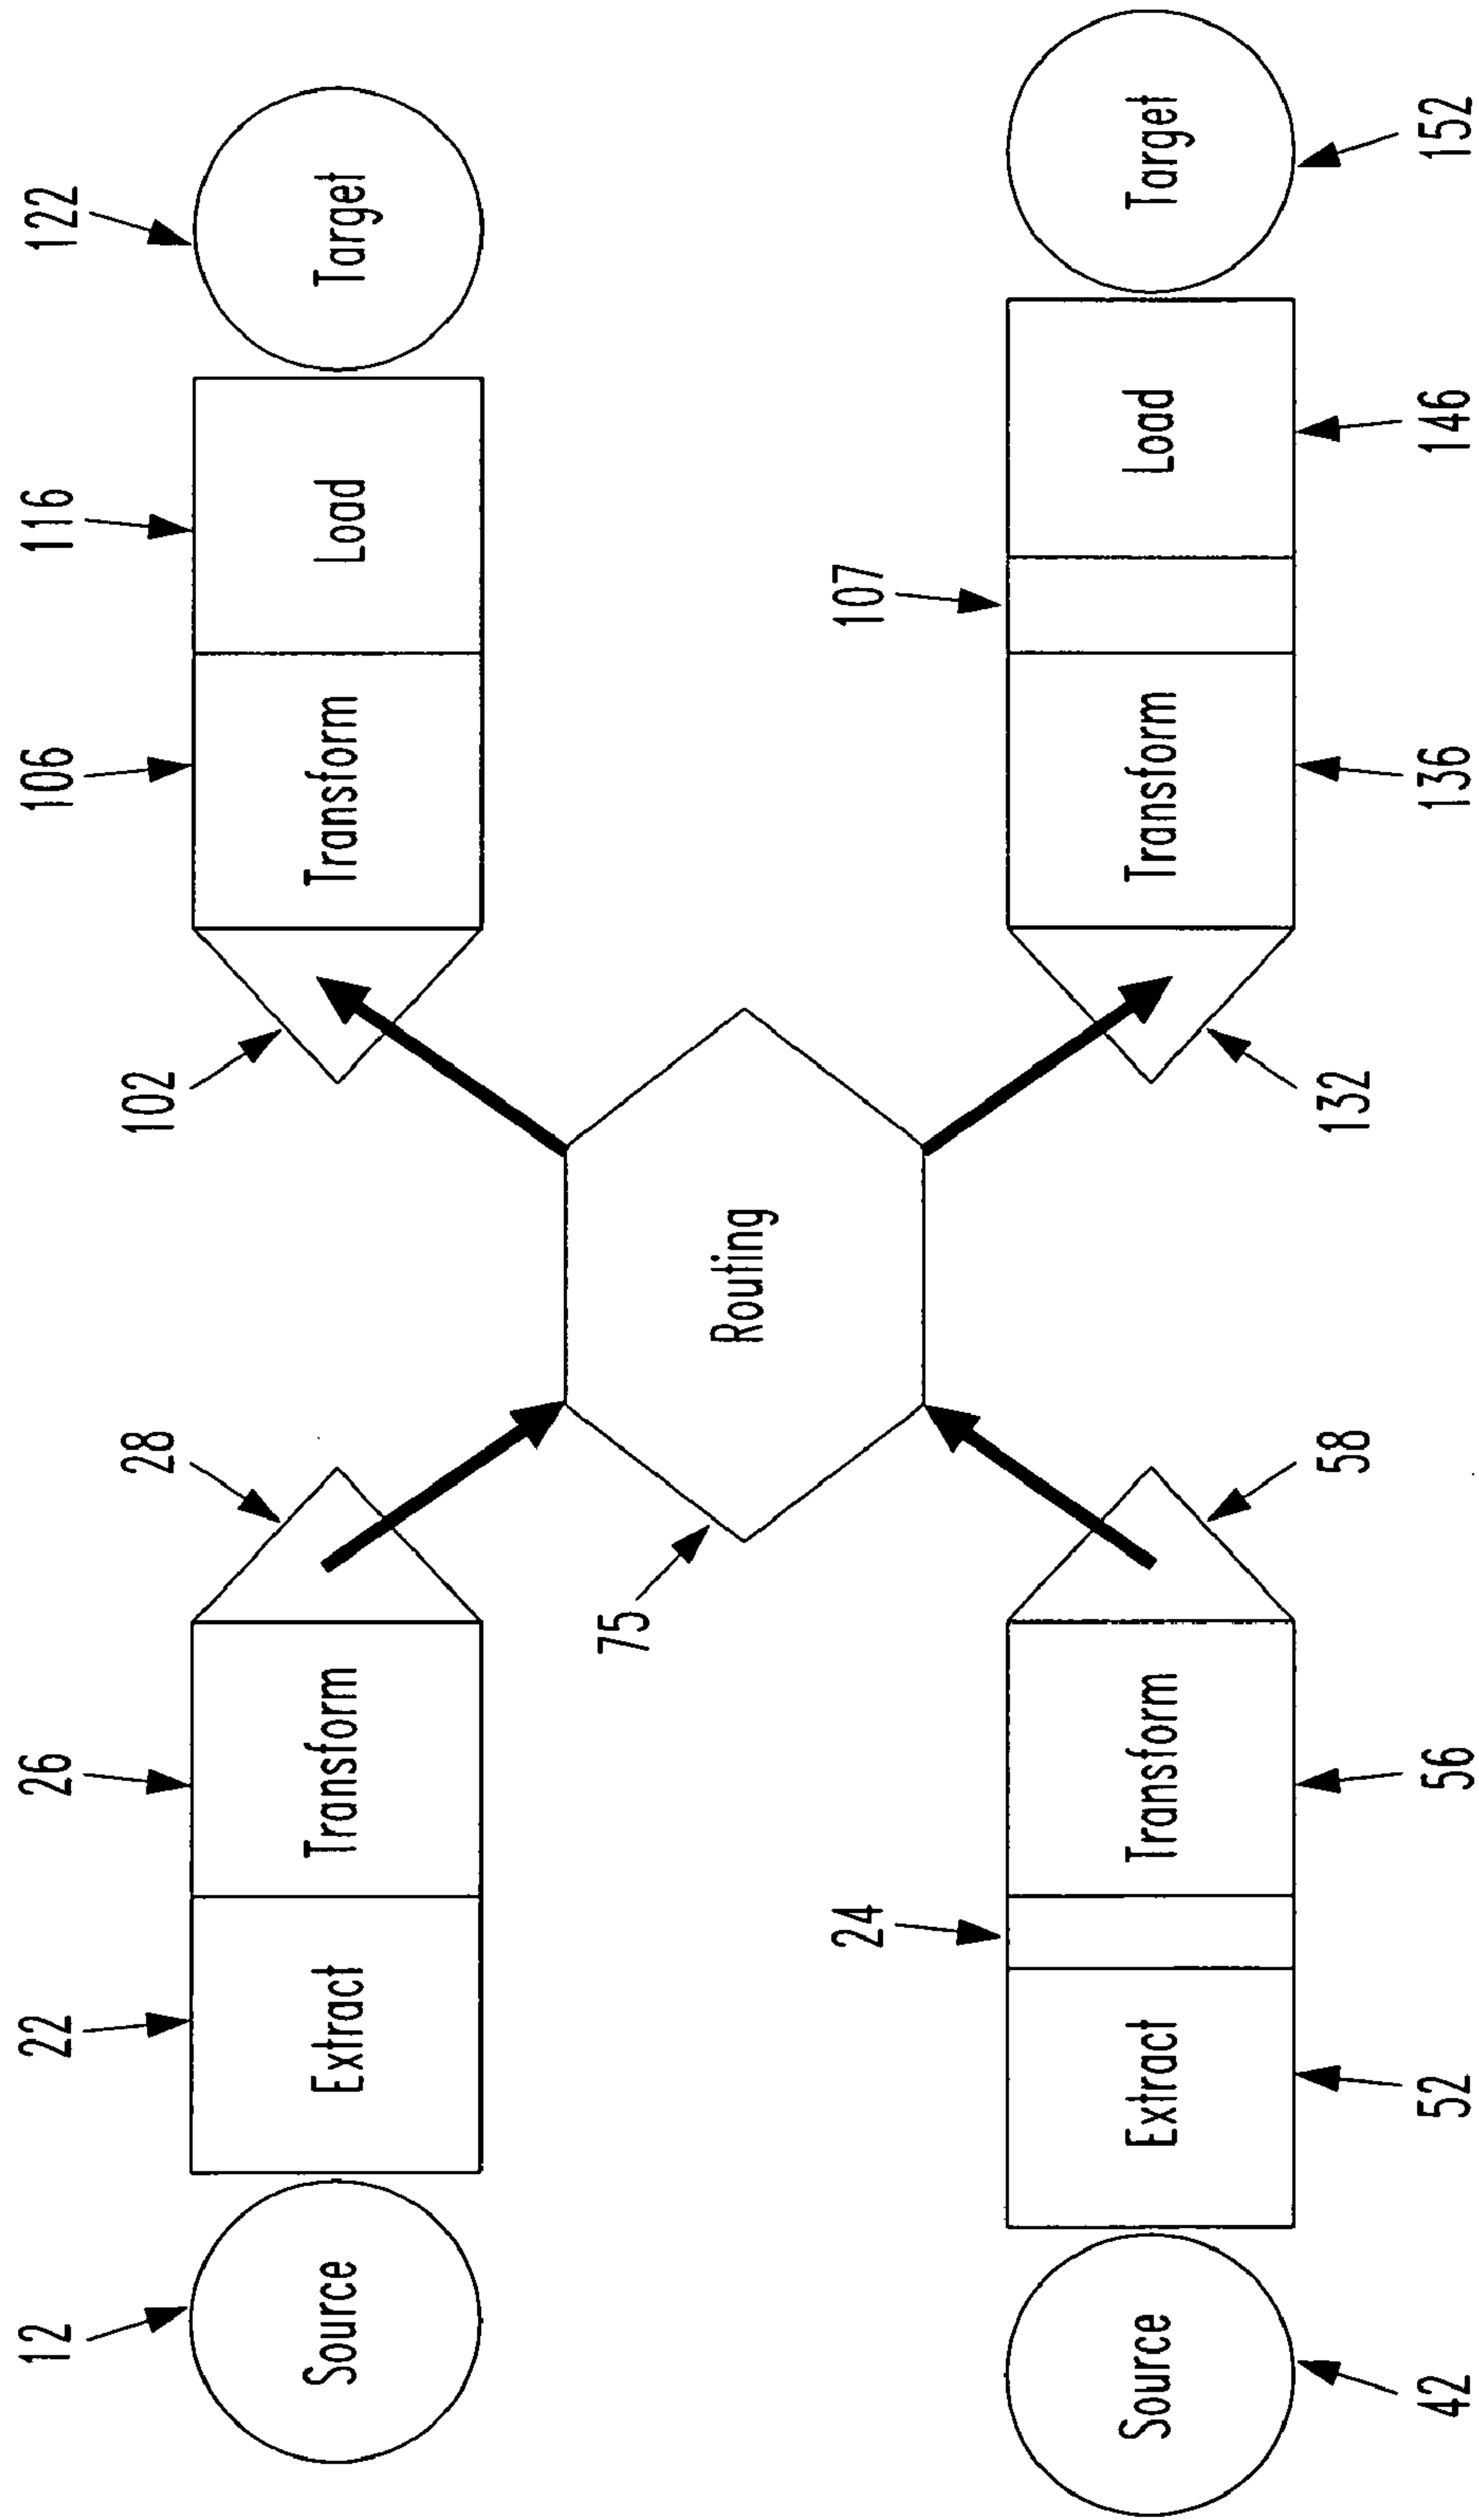 12 22 26 106 116 122
28 102
Source Extract Transform Transform Load Target
75
Routing
24 107
Source Extract Transform Transform Load Target
58 132
42 52 56 136 146 152